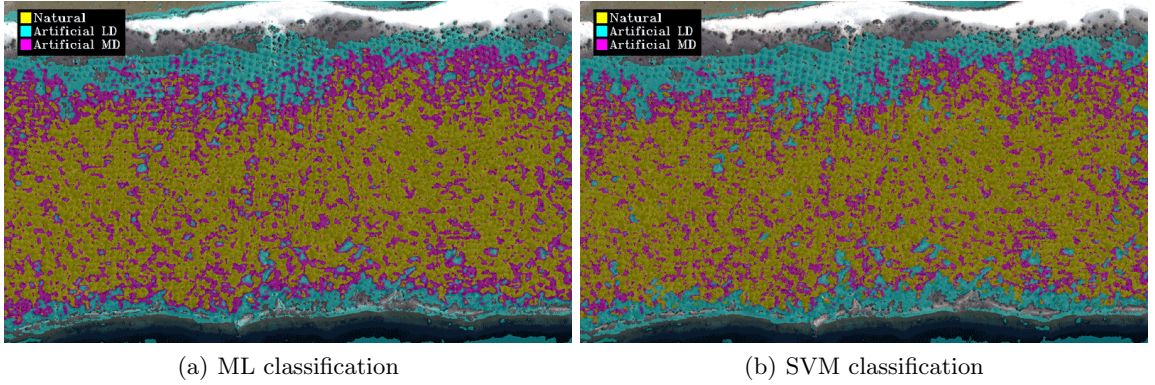 Natural
Artificial LD
Artificial MD
Natural
Artificial LD
Artificial MD
(a) ML classification
(b) SVM classification